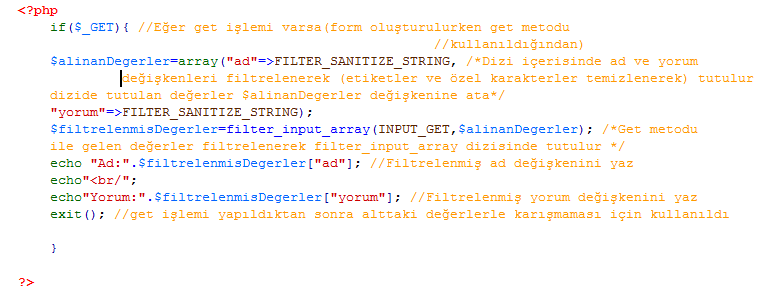 <?php
if($_GET){ //Eğer get işlemi varsa(form oluşturulurken get metodu
//kullanıldığından)
$alinanDegerler=array("ad"=>FILTER_SANITIZE_STRING, /*Dizi içerisinde ad ve yorum
değişkenleri filtrelenerek (etiketler ve özel karakterler temizlenerek) tutulur
dizide tutulan değerler $alinanDegerler değişkenine ata*/
"yorum"=>FILTER_SANITIZE_STRING);
$filtrelenmisDegerler=filter_input_array(INPUT_GET,$alinanDegerler); /*Get metodu
ile gelen değerler filtrelenerek filter_input_array dizisinde tutulur */
echo "Ad:".$filtrelenmisDegerler["ad"]; //Filtrelenmiş ad değişkenini yaz
echo"<br/";
echo"Yorum:".$filtrelenmisDegerler["yorum"]; //Filtrelenmiş yorum değişkenini yaz
exit(); //get işlemi yapıldıktan sonra alttaki değerlerle karışmaması için kullanıldı
}
?>